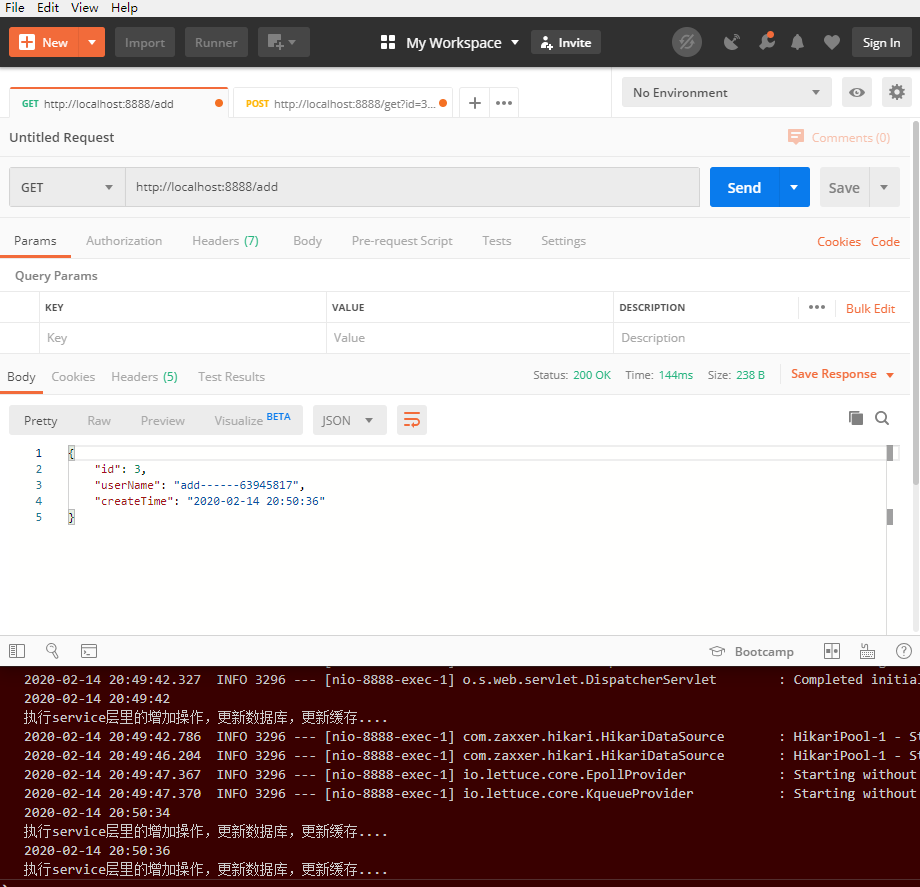 File Edit View Help
New Import Runner My Workspace Invite Sign In
GET http://localhost:8888/add POST http://localhost:8888/get?id=3... No Environment
Untitled Request Comments (0)
GET http://localhost:8888/add Send Save
Params Authorization Headers (7) Body Pre-request Script Tests Settings Cookies Code
Query Params
KEY VALUE DESCRIPTION Bulk Edit
Key Value Description
Body Cookies Headers (5) Test Results Status: 200 OK Time: 144ms Size: 238 B Save Response
Pretty Raw Preview Visualize BETA JSON
1 {
2 "id": 3,
3 "userName": "add------63945817",
4 "createTime": "2020-02-14 20:50:36"
5 }
Bootcamp
2020-02-14 20:49:42.327 INFO 3296 --- [nio-8888-exec-1] o.s.web.servlet.DispatcherServlet : Completed initial
2020-02-14 20:49:42
执行service层里的增加操作，更新数据库，更新缓存....
2020-02-14 20:49:42.786 INFO 3296 --- [nio-8888-exec-1] com.zaxxer.hikari.HikariDataSource : HikariPool-1 - St
2020-02-14 20:49:46.204 INFO 3296 --- [nio-8888-exec-1] com.zaxxer.hikari.HikariDataSource : HikariPool-1 - St
2020-02-14 20:49:47.367 INFO 3296 --- [nio-8888-exec-1] io.lettuce.core.EpollProvider : Starting without
2020-02-14 20:49:47.370 INFO 3296 --- [nio-8888-exec-1] io.lettuce.core.KqueueProvider : Starting without
2020-02-14 20:50:34
执行service层里的增加操作，更新数据库，更新缓存....
2020-02-14 20:50:36
执行service层里的增加操作，更新数据库，更新缓存....